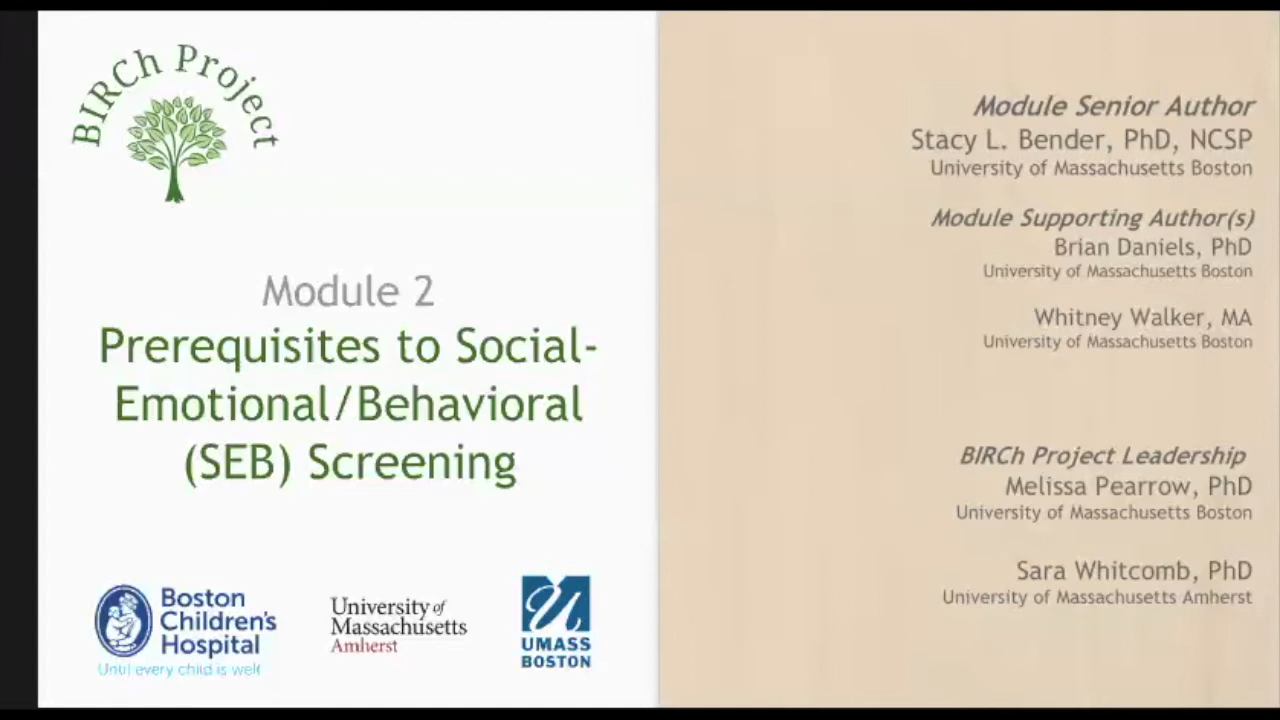 BIRCh Project
Module 2
Prerequisites to Social-
Emotional/Behavioral
(SEB) Screening
Boston
Children's
Hospital
Until every child is well
University of
Massachusetts
Amherst
UMASS
BOSTON
Module Senior Author
Stacy L. Bender, PhD, NCSP
University of Massachusetts Boston
Module Supporting Author(s)
Brian Daniels, PhD
University of Massachusetts Boston
Whitney Walker, MA
University of Massachusetts Boston
BIRCh Project Leadership
Melissa Pearrow, PhD
University of Massachusetts Boston
Sara Whitcomb, PhD
University of Massachusetts Amherst